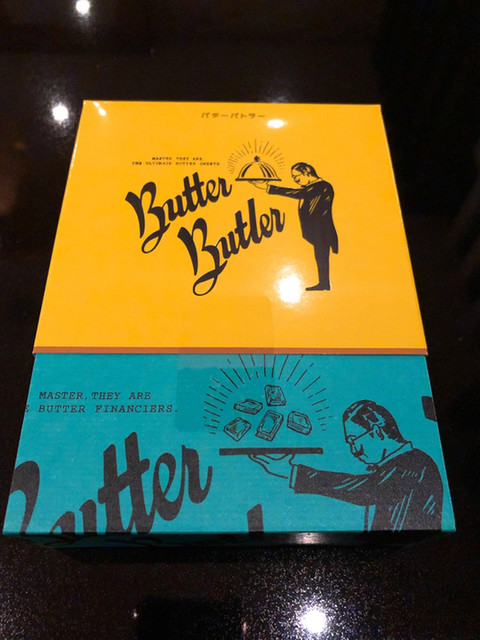 バターバトラー
MASTER, THEY ARE
THE ULTIMATE BUTTER SWEETS
Butter
Butler
MASTER, THEY ARE
BUTTER FINANCIERS.
Butter